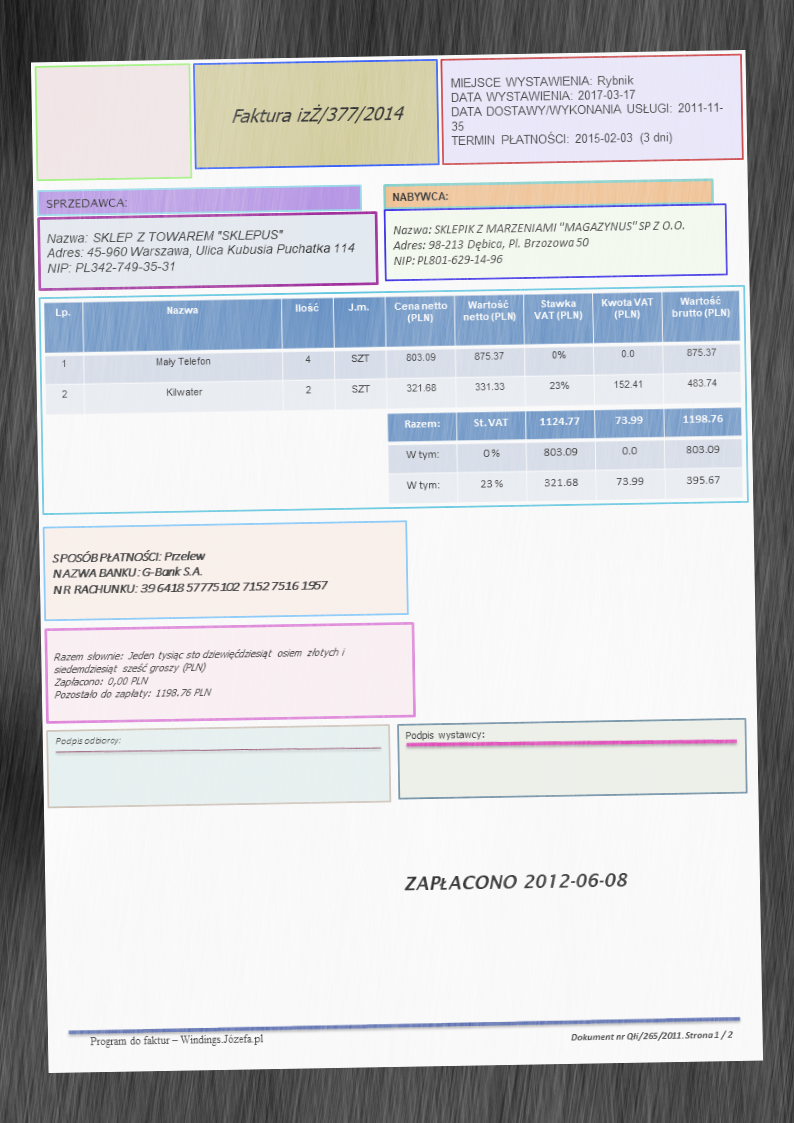 Faktura izŻ/377/2014
MIEJSCE WYSTAWIENIA: Rybnik
DATA WYSTAWIENIA: 2017-03-17
DATA DOSTAWY/WYKONANIA USŁUGI: 2011-11-
35
TERMIN PŁATNOŚCI: 2015-02-03 (3 dni)
SPRZEDAWCA:
Nazwa: SKLEP Z TOWAREM "SKLEPUS"
Adres: 45-960 Warszawa, Ulica Kubusia Puchatka 114
NIP: PL342-749-35-31
NABYWCA:
Nazwa: SKLEPIK Z MARZENIAMI "MAGAZYNUS" SP Z O.O.
Adres: 98-213 Dębica, Pl. Brzozowa 50
NIP: PL801-629-14-96
Lp. Nazwa Ilość J.m. Cena netto Wartość Stawka Kwota VAT Wartość
(PLN) netto (PLN) VAT (PLN) (PLN) brutto (PLN)
1 Mały Telefon 4 SZT 803.09 875.37 0% 0.0 875.37
2 Kilwater 2 SZT 321.68 331.33 23% 152.41 483.74
Razem: St. VAT 1124.77 73.99 1198.76
W tym: 0 % 803.09 0.0 803.09
W tym: 23 % 321.68 73.99 395.67
SPOSÓB PŁATNOŚCI: Przelew
NAZWA BANKU: G-Bank S.A.
NR RACHUNKU: 39 6418 57775102 7152 7516 1957
Razem słownie: Jeden tysiąc sto dziewięćdziesiąt osiem złotych i
siedemdziesiąt sześć groszy (PLN)
Zapłacono: 0,00 PLN
Pozostało do zapłaty: 1198.76 PLN
Podpis odbiorcy:
Podpis wystawcy:
ZAPŁACONO 2012-06-08
Program do faktur – Windings.Józefa.pl
Dokument nr Qłi/265/2011. Strona 1 / 2